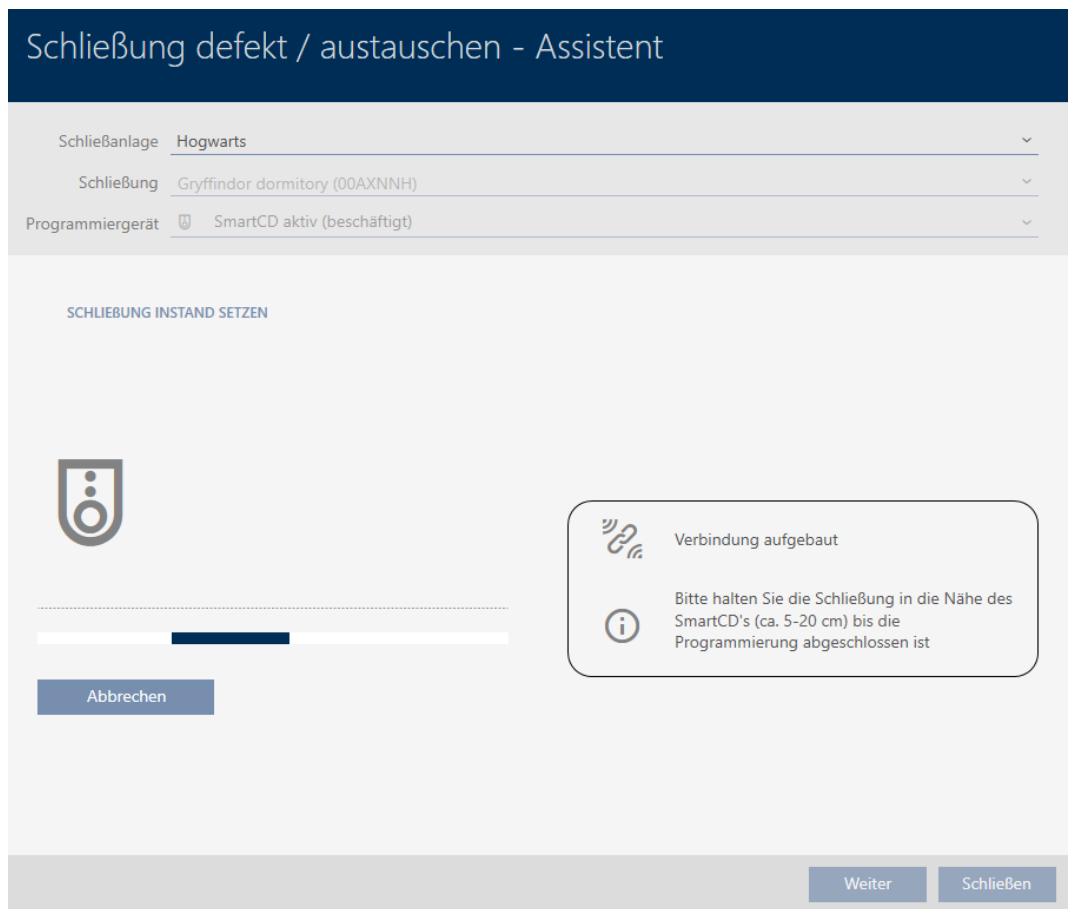 Schließung defekt / austauschen - Assistent
Schließanlage Hogwarts
Schließung Gryffindor dormitory (00AXNNH)
Programmiergerät SmartCD aktiv (beschäftigt)
SCHLIEßUNG INSTAND SETZEN
Verbindung aufgebaut
Bitte halten Sie die Schließung in die Nähe des
SmartCD's (ca. 5-20 cm) bis die
Programmierung abgeschlossen ist
Abbrechen
Weiter Schließen